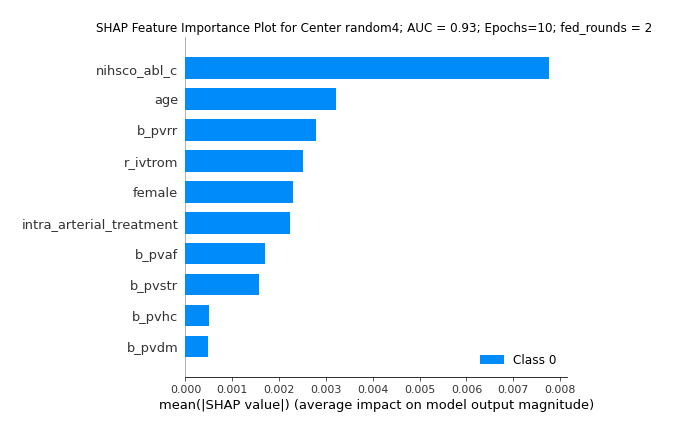 SHAP Feature Importance Plot for Center random4; AUC = 0.93; Epochs=10; fed_rounds = 2
nihsco_abl_c
age
b_pvrr
r_ivtrom
female
intra_arterial_treatment
b_pvaf
b_pvstr
b_pvhc
b_pvdm
Class 0
0.000 0.001 0.002 0.003 0.004 0.005 0.006 0.007 0.008
mean(|SHAP value|) (average impact on model output magnitude)